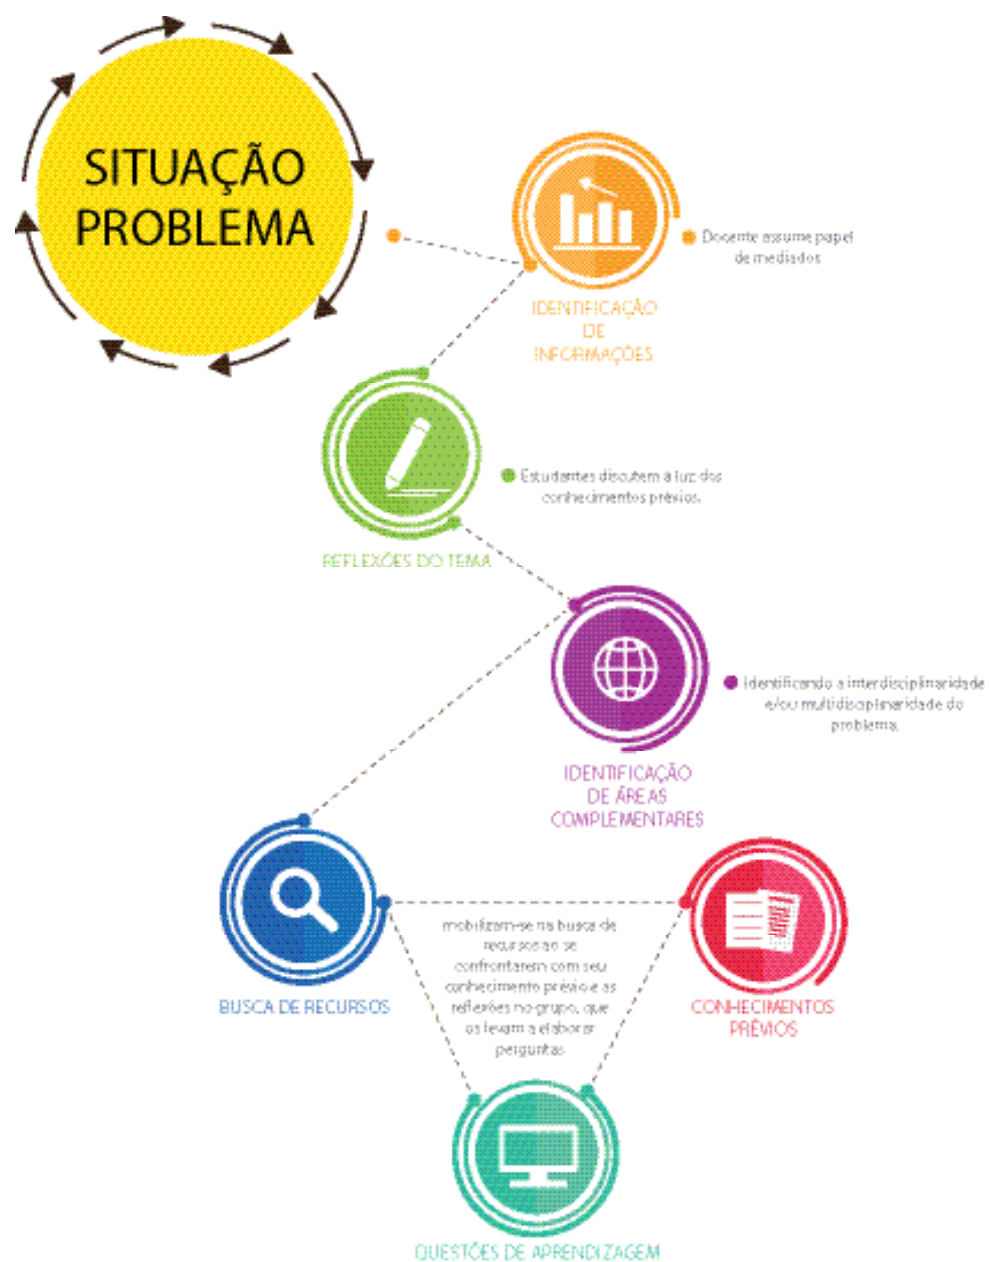 SITUAÇÃO
PROBLEMA
Docente assume papel
de mediados
IDENTIFICAÇÃO
DE
INFORMAÇÕES
Estudantes discutem à luz dos
conhecimentos prévios.
REFLEXÕES DO TEMA
Identificando a interdisciplinaridade
e/ou multidisciplinaridade do
problema.
IDENTIFICAÇÃO
DE ÁREAS
COMPLEMENTARES
mobilizam-se na busca de
recursos ao se
confrontarem com seu
conhecimento prévio e as
reflexões no grupo, que
os levam a elaborar
perguntas
BUSCA DE RECURSOS
CONHECIMENTOS
PRÉVIOS
QUESTÕES DE APRENDIZAGEM